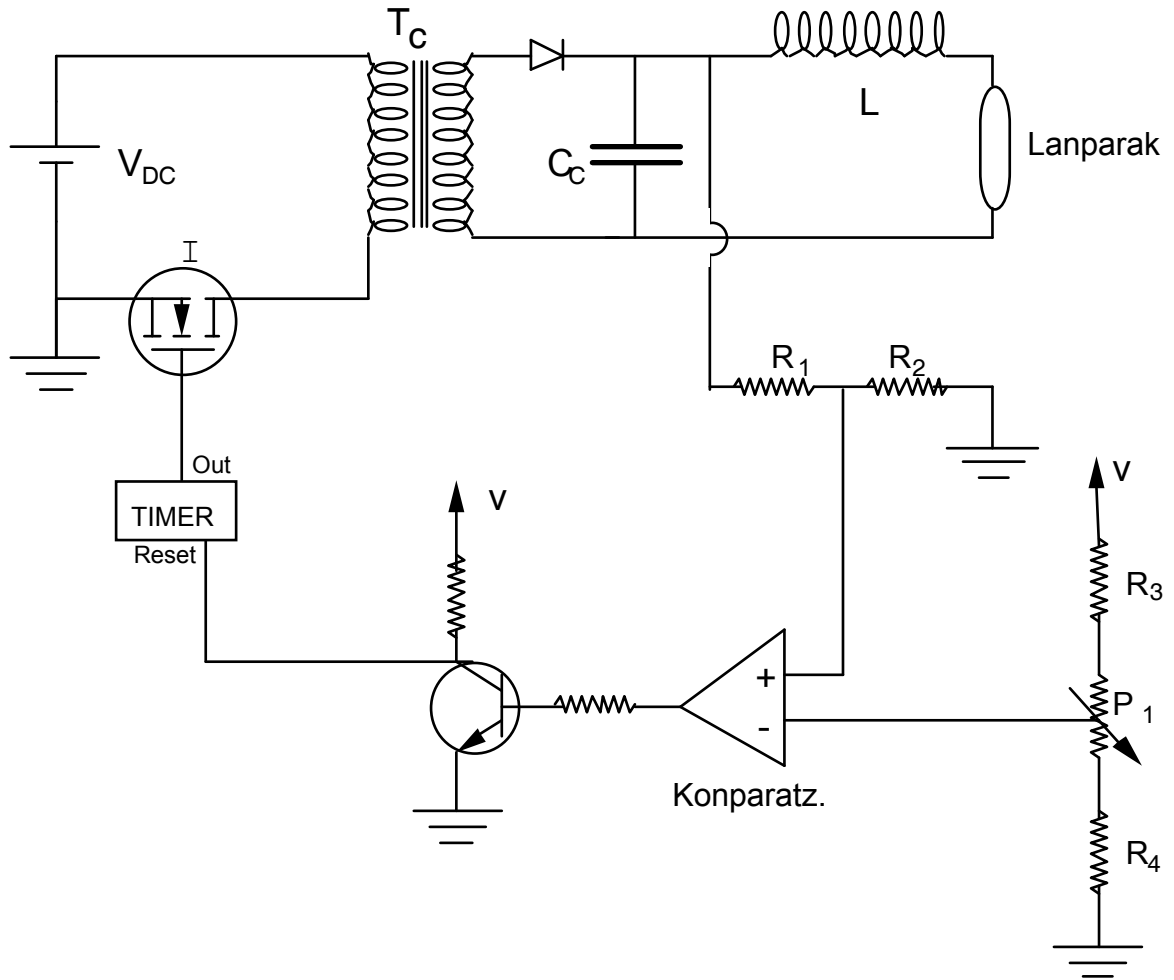 T_C
L
V_DC
C_C
Lanparak
I
R_1
R_2
Out
TIMER
Reset
V
V
R_3
+
P_1
-
Konparatz.
R_4